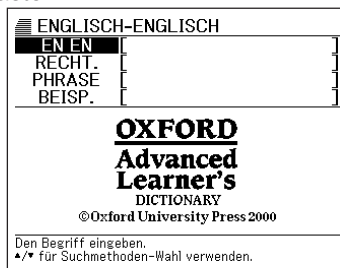 ENGLISCH-ENGLISCH
EN EN [ ]
RECHT. [ ]
PHRASE [ ]
BEISP. [ ]
OXFORD
Advanced
Learner's
DICTIONARY
©Oxford University Press 2000
Den Begriff eingeben.
▲/▼ für Suchmethoden-Wahl verwenden.